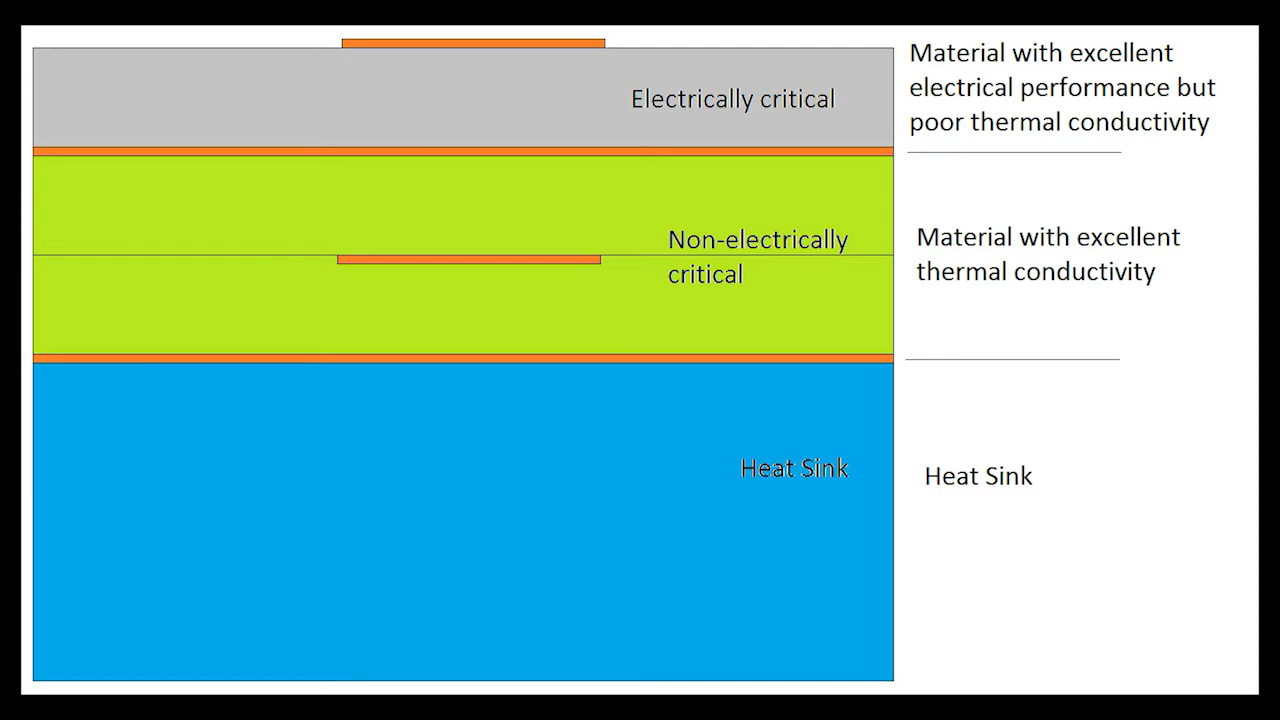 Electrically critical
Material with excellent
electrical performance but
poor thermal conductivity
Non-electrically
critical
Material with excellent
thermal conductivity
Heat Sink
Heat Sink